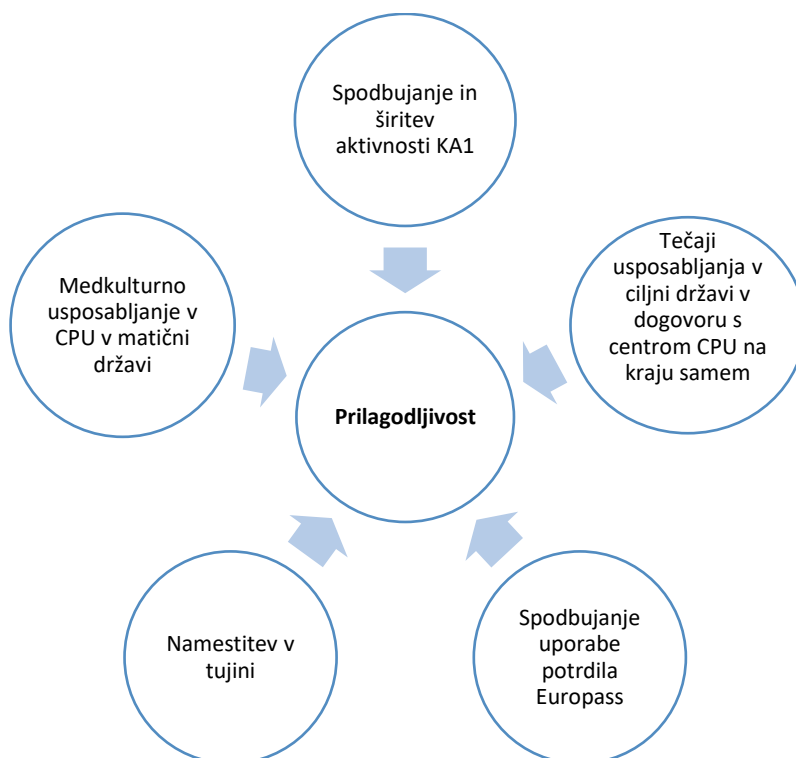 Spodbujanje in
širitev
aktivnosti KA1
Medkulturno
usposabljanje v
CPU v matični
državi
Tečaji
usposabljanja v
ciljni državi v
dogovoru s
centrom CPU na
kraju samem
Prilagodljivost
Namestitev v
tujini
Spodbujanje
uporabe
potrdila
Europass